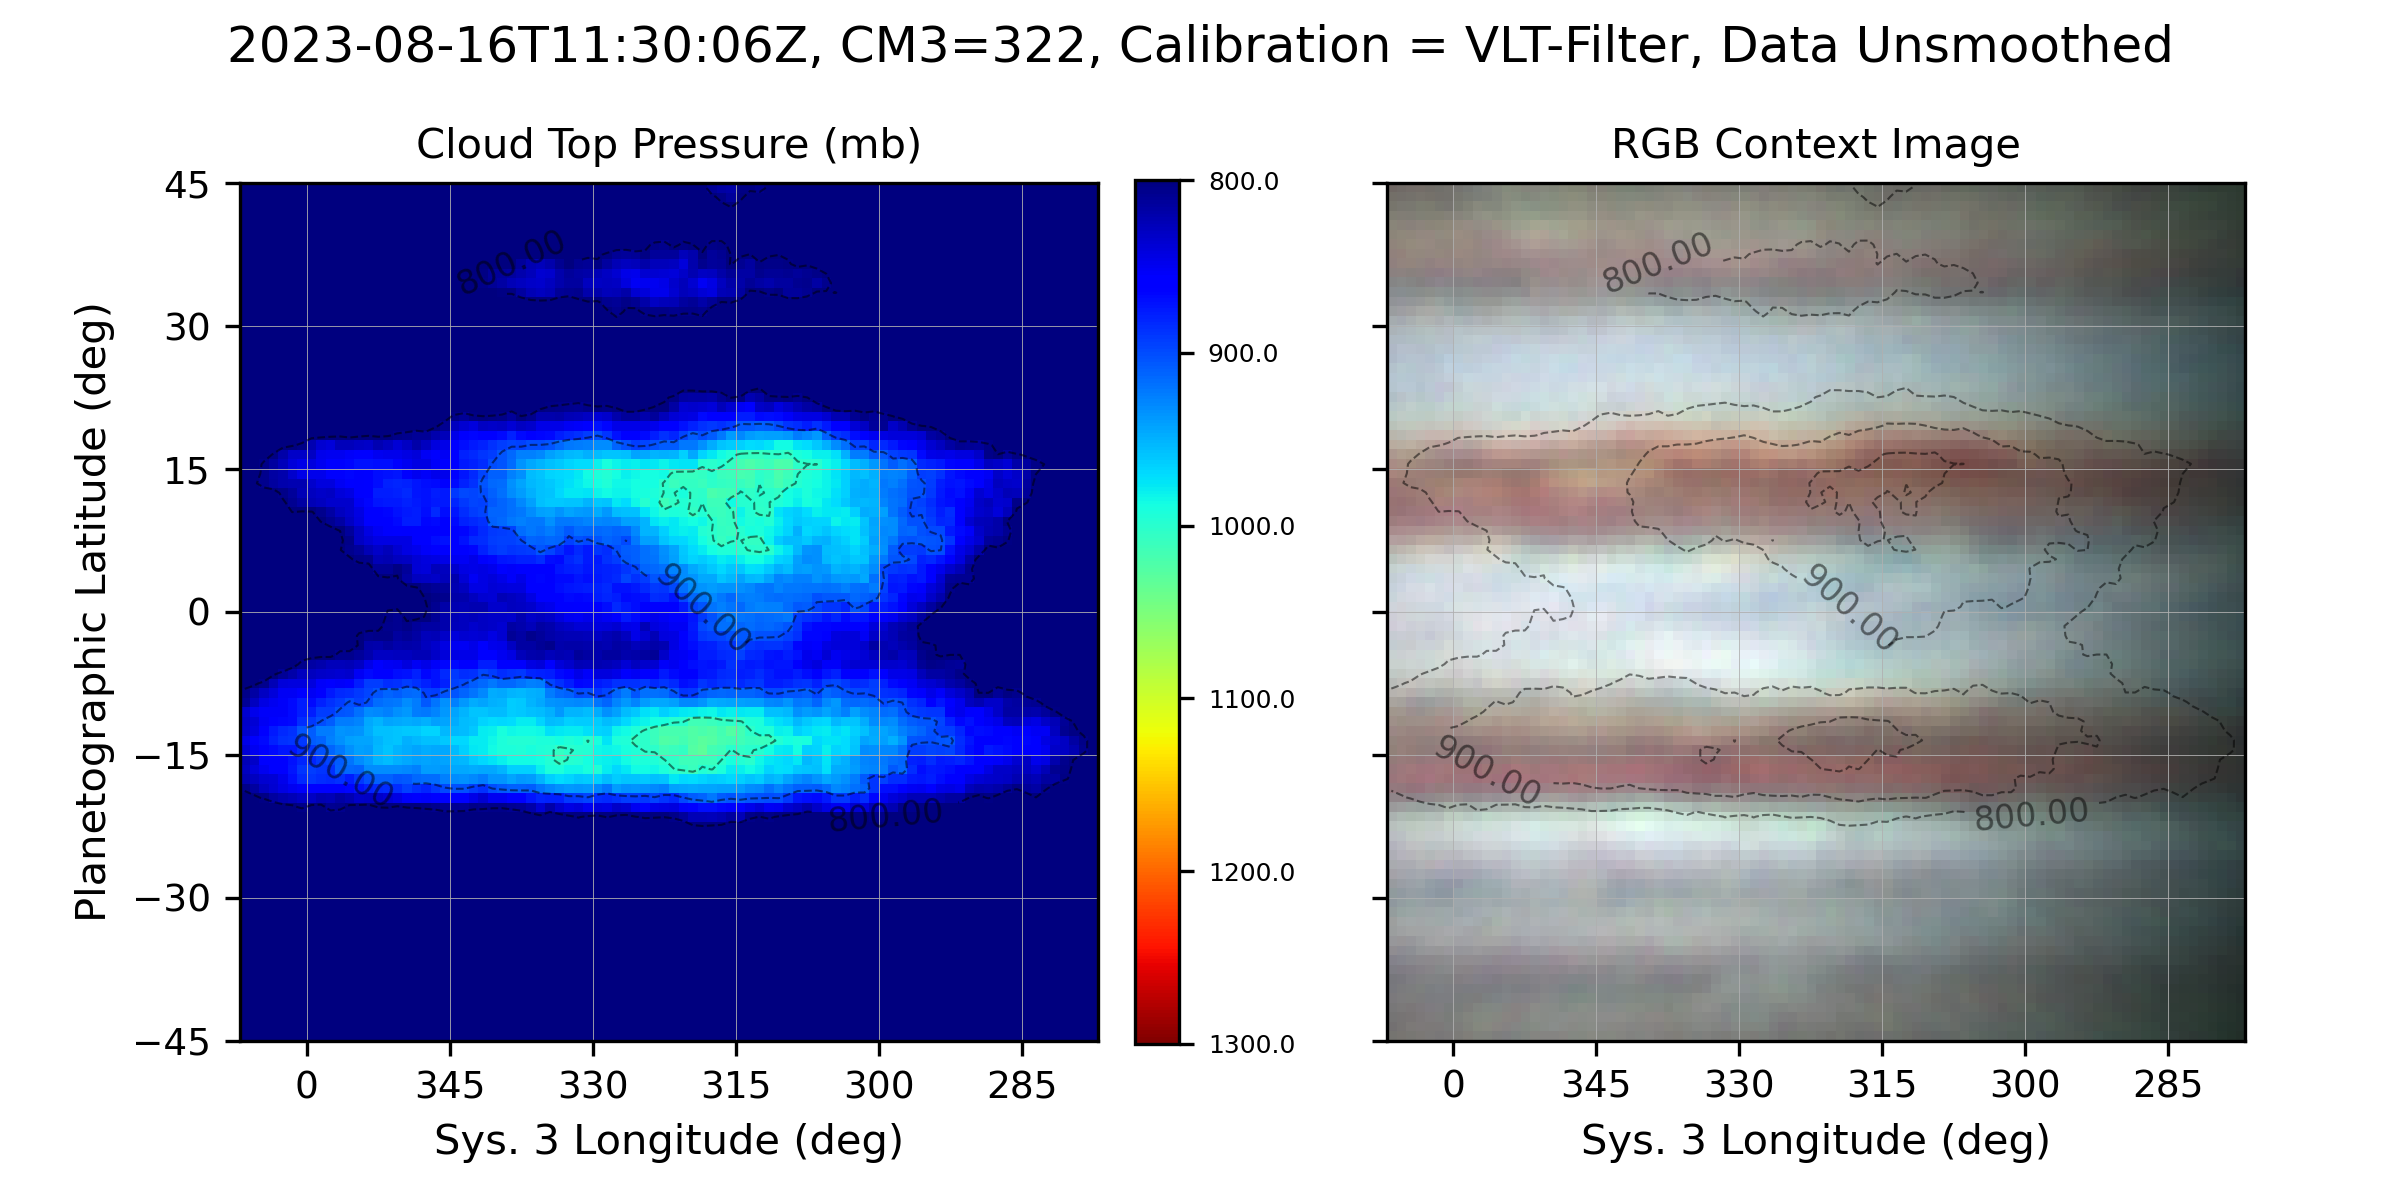 2023-08-16T11:30:06Z, CM3=322, Calibration = VLT-Filter, Data Unsmoothed
Cloud Top Pressure (mb)
Planetographic Latitude (deg)
45
30
15
0
−15
−30
−45
800.00
900.00
900.00
800.00
0 345 330 315 300 285
Sys. 3 Longitude (deg)
800.0
900.0
1000.0
1100.0
1200.0
1300.0
RGB Context Image
800.00
900.00
900.00
800.00
0 345 330 315 300 285
Sys. 3 Longitude (deg)